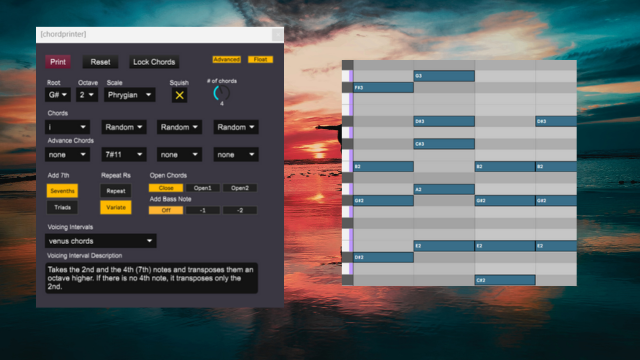 [chordprinter]
Print Reset Lock Chords Advanced Float
Root Octave Scale Squish # of chords
G# 2 Phrygian 4
Chords
i Random Random Random
Advance Chords
none 7#11 none none
Add 7th Repeat Rs Open Chords
Sevenths Repeat Close Open1 Open2
Add Bass Note
Triads Variate Off -1 -2
Voicing Intervals
venus chords
Voicing Interval Description
Takes the 2nd and the 4th (7th) notes and transposes them an
octave higher. If there is no 4th note, it transposes only the
2nd.
G3
F#3
D#3 D#3
C#3
B2 B2 B2
A2
G#2 G#2 G#2
E2 E2 E2
D#2
C#2